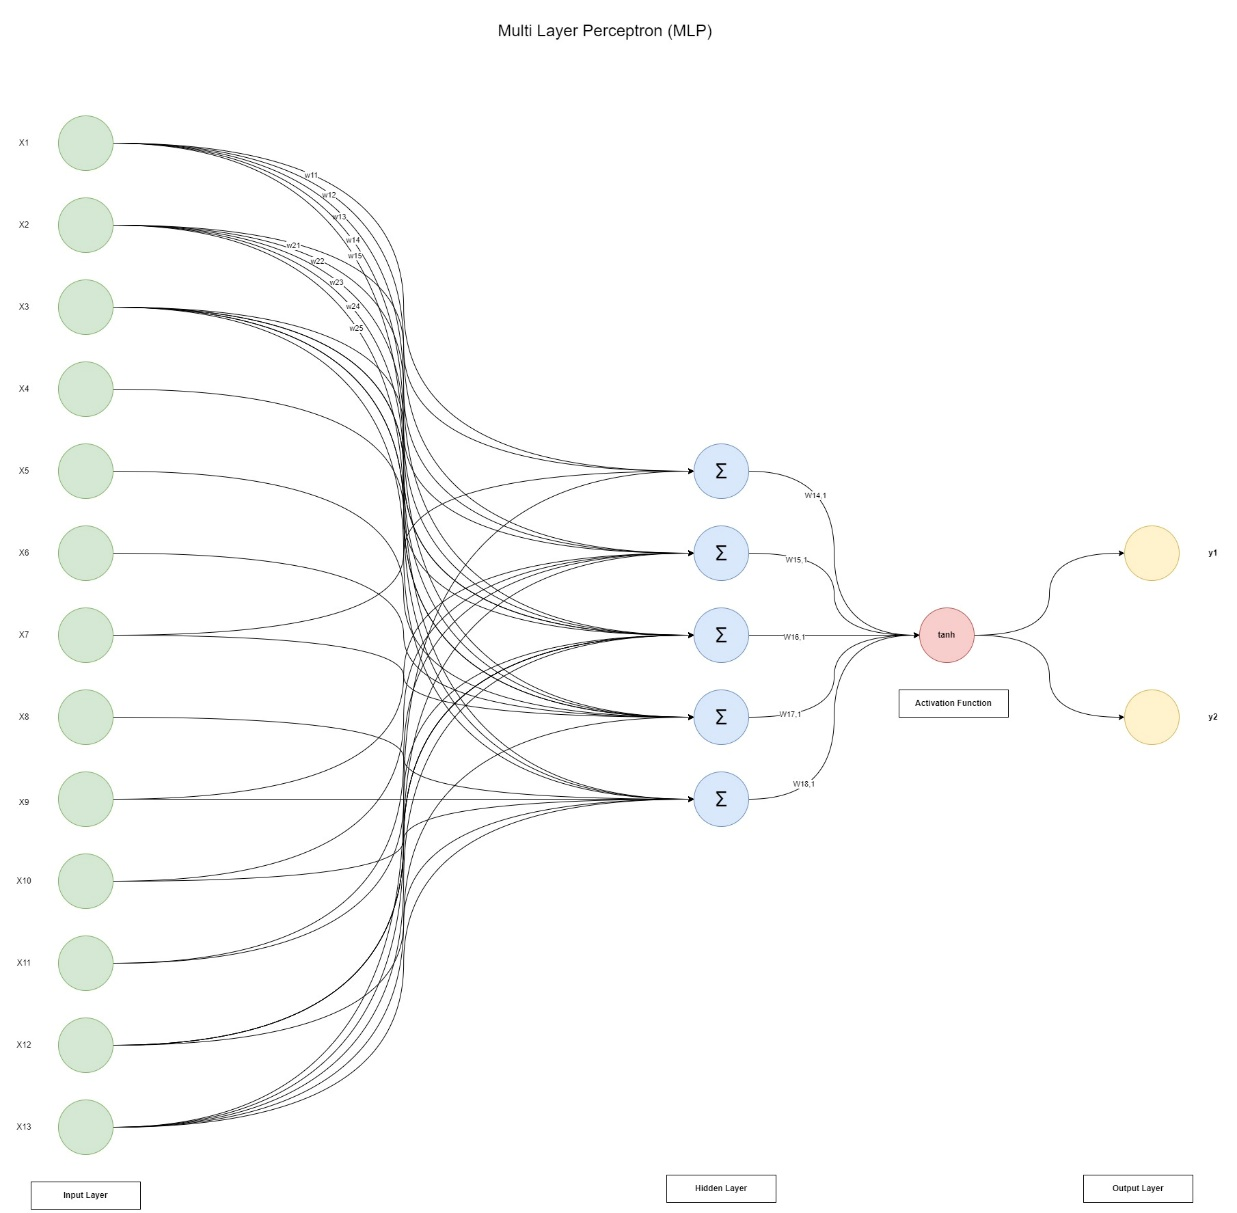 Multi Layer Perceptron (MLP)
X1
w11
w12
w13
X2
w14
w21
w15
w22
w23
X3
w24
w25
X4
X5
Σ
W14,1
X6
Σ
W15,1
y1
X7
Σ
W16,1
tanh
Activation Function
X8
Σ
W17,1
y2
W18,1
X9
Σ
X10
X11
X12
X13
Input Layer
Hidden Layer
Output Layer